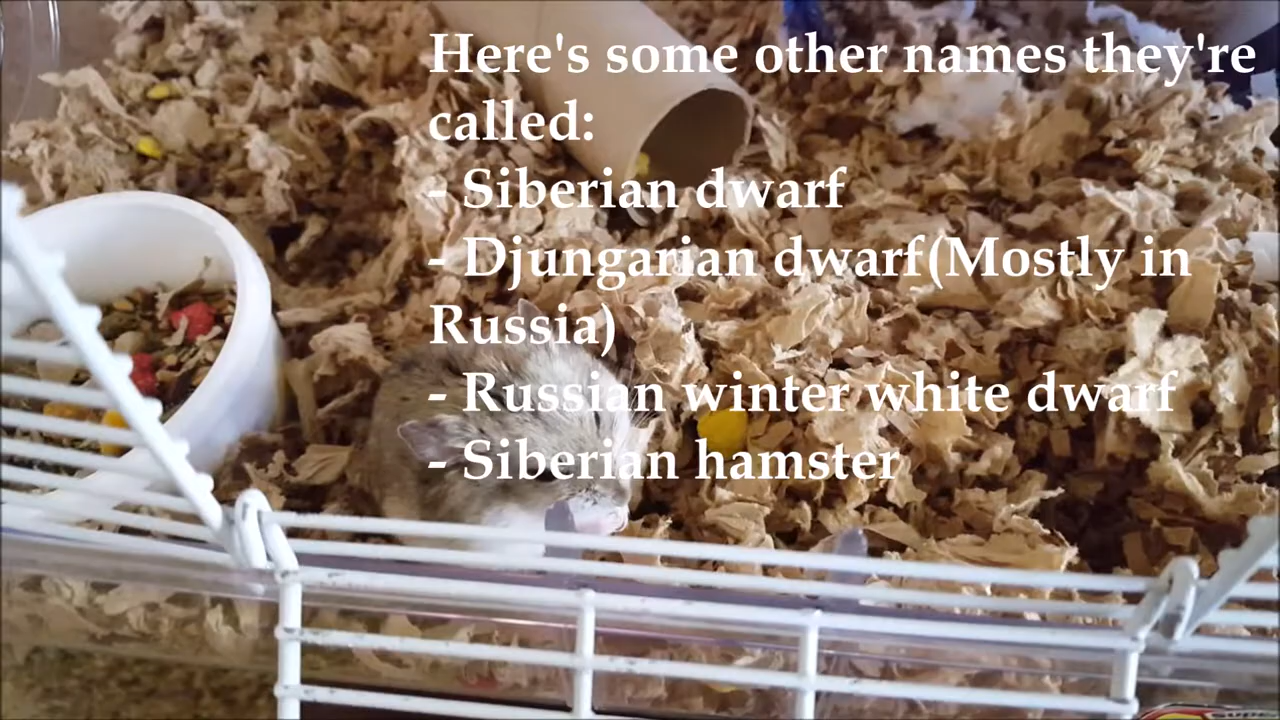 Here's some other names they're
called:
- Siberian dwarf
- Djungarian dwarf(Mostly in
Russia)
- Russian winter white dwarf
- Siberian hamster